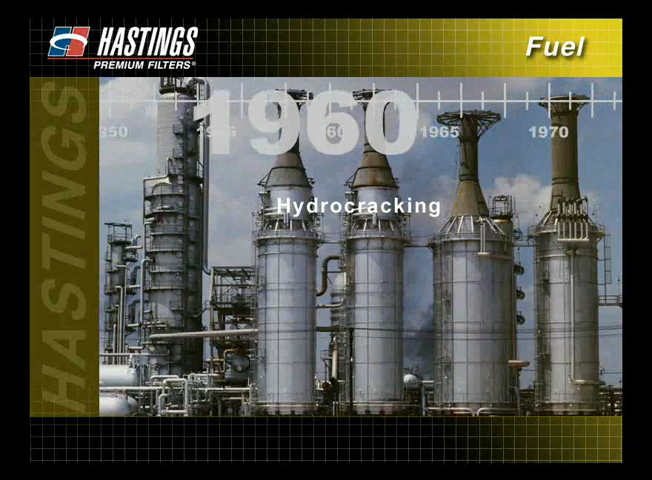 HASTINGS
PREMIUM FILTERS®
Fuel
HASTINGS
1960
1965
1970
Hydrocracking